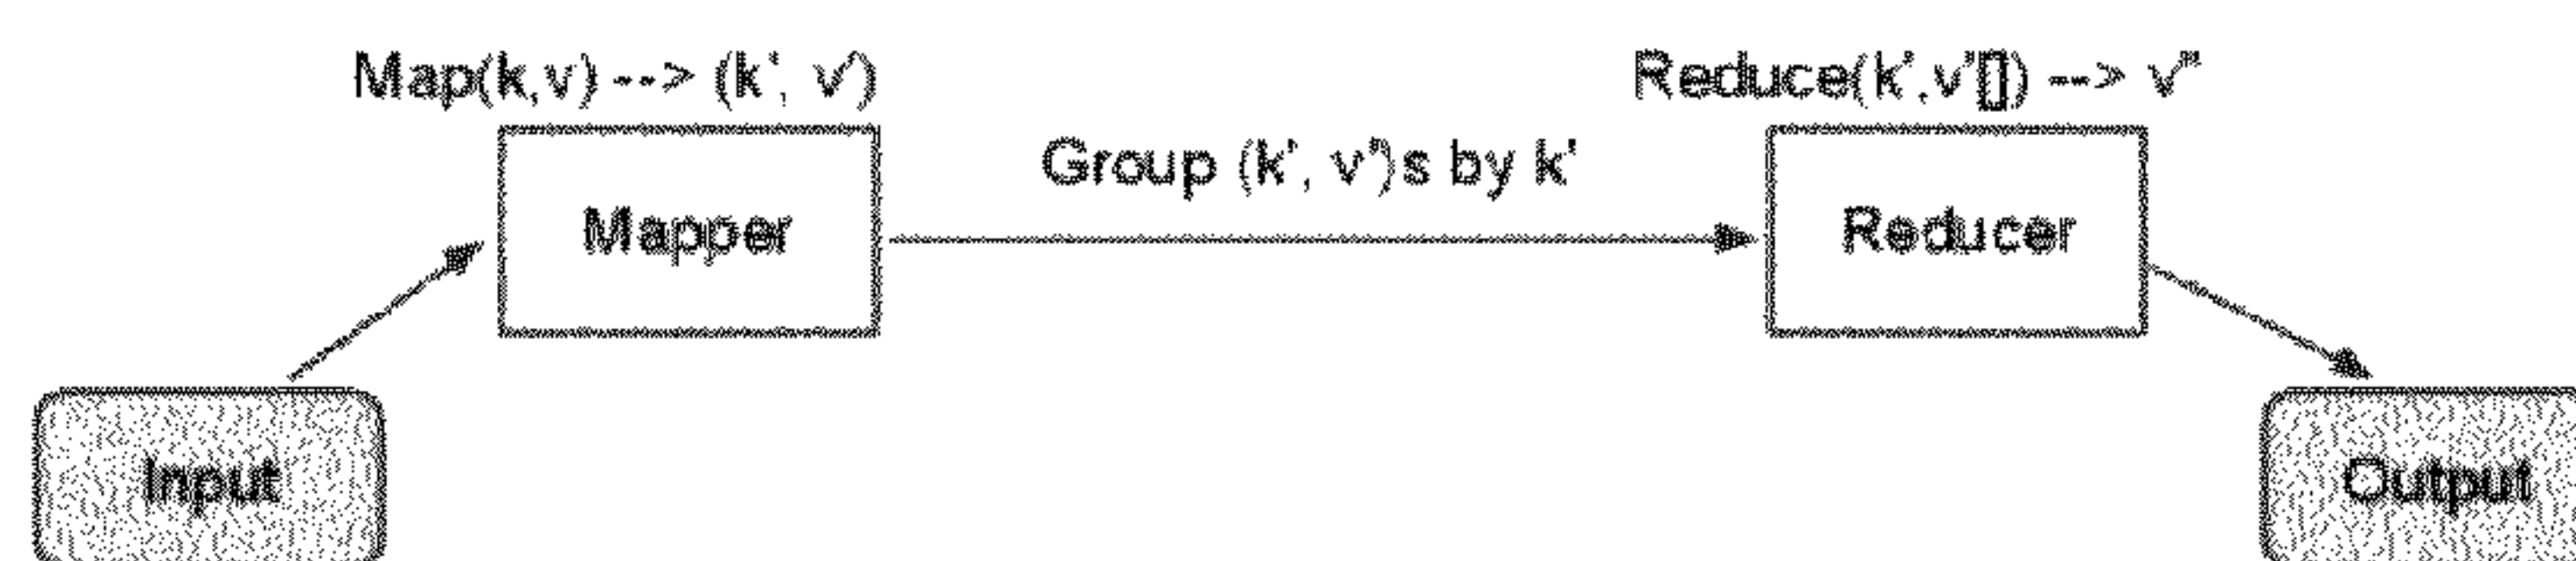 Map(k,v) --> (k', v')
Reduce(k',v'[]) --> v"
Group (k', v')s by k'
Mapper
Reducer
Input
Output